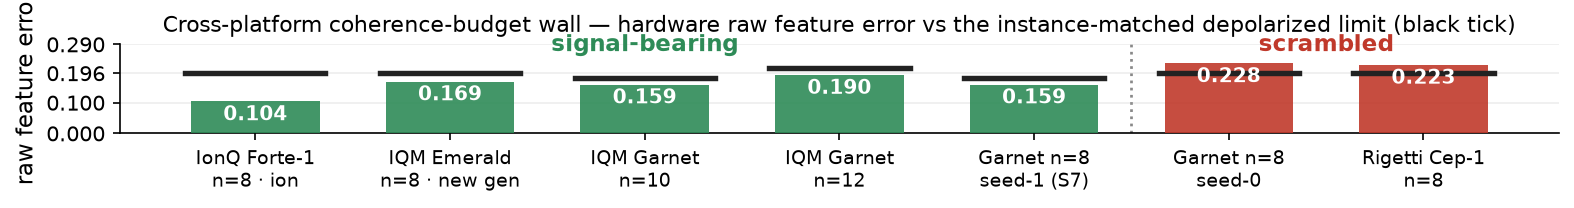 Cross-platform coherence-budget wall — hardware raw feature error vs the instance-matched depolarized limit (black tick)
signal-bearing
scrambled
raw feature erro
0.290
0.196
0.100
0.000
0.104
0.169
0.159
0.190
0.159
0.228
0.223
IonQ Forte-1
n=8 · ion
IQM Emerald
n=8 · new gen
IQM Garnet
n=10
IQM Garnet
n=12
Garnet n=8
seed-1 (S7)
Garnet n=8
seed-0
Rigetti Cep-1
n=8